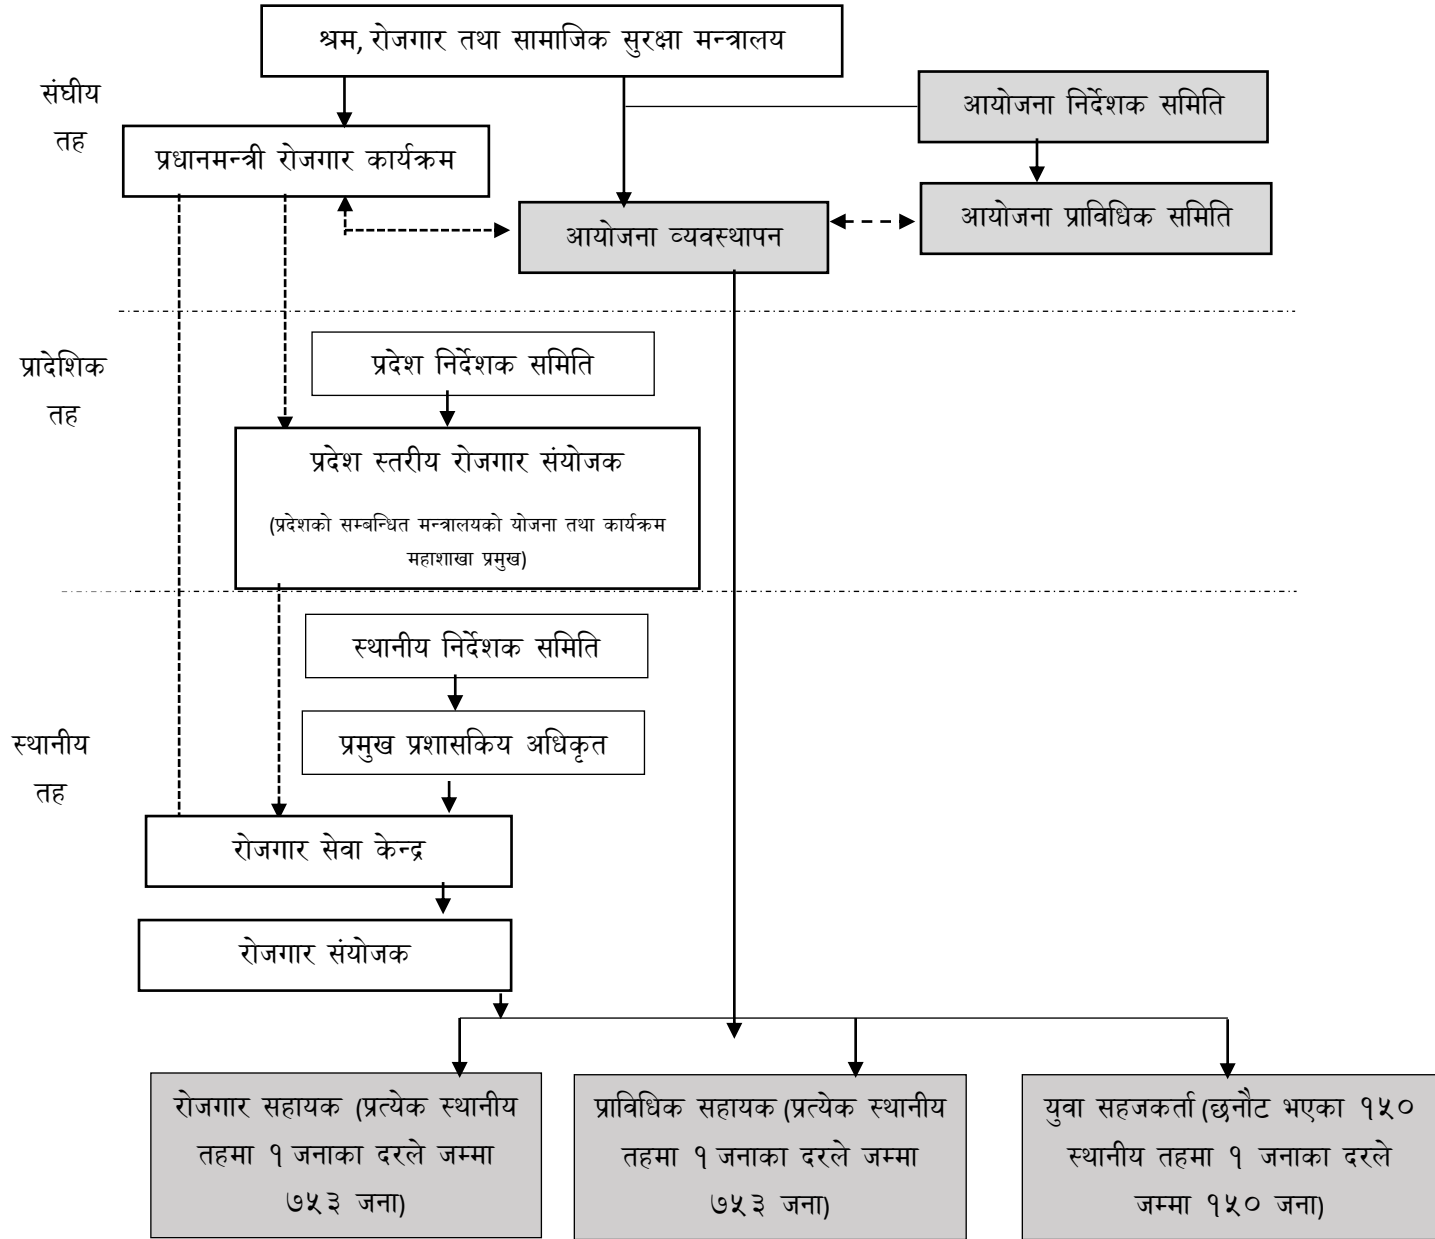 श्रम, रोजगार तथा सामाजिक सुरक्षा मन्त्रालय
संघीय
तह
आयोजना निर्देशक समिति
प्रधानमन्त्री रोजगार कार्यक्रम
आयोजना प्राविधिक समिति
आयोजना व्यवस्थापन
प्रादेशिक
तह
प्रदेश निर्देशक समिति
प्रदेश स्तरीय रोजगार संयोजक
(प्रदेशको सम्बन्धित मन्त्रालयको योजना तथा कार्यक्रम
महाशाखा प्रमुख)
स्थानीय निर्देशक समिति
स्थानीय
तह
प्रमुख प्रशासकिय अधिकृत
रोजगार सेवा केन्द्र
रोजगार संयोजक
रोजगार सहायक (प्रत्येक स्थानीय
तहमा १ जनाका दरले जम्मा
७५३ जना)
प्राविधिक सहायक (प्रत्येक स्थानीय
तहमा १ जनाका दरले जम्मा
७५३ जना)
युवा सहजकर्ता (छनौट भएका १५०
स्थानीय तहमा १ जनाका दरले
जम्मा १५० जना)